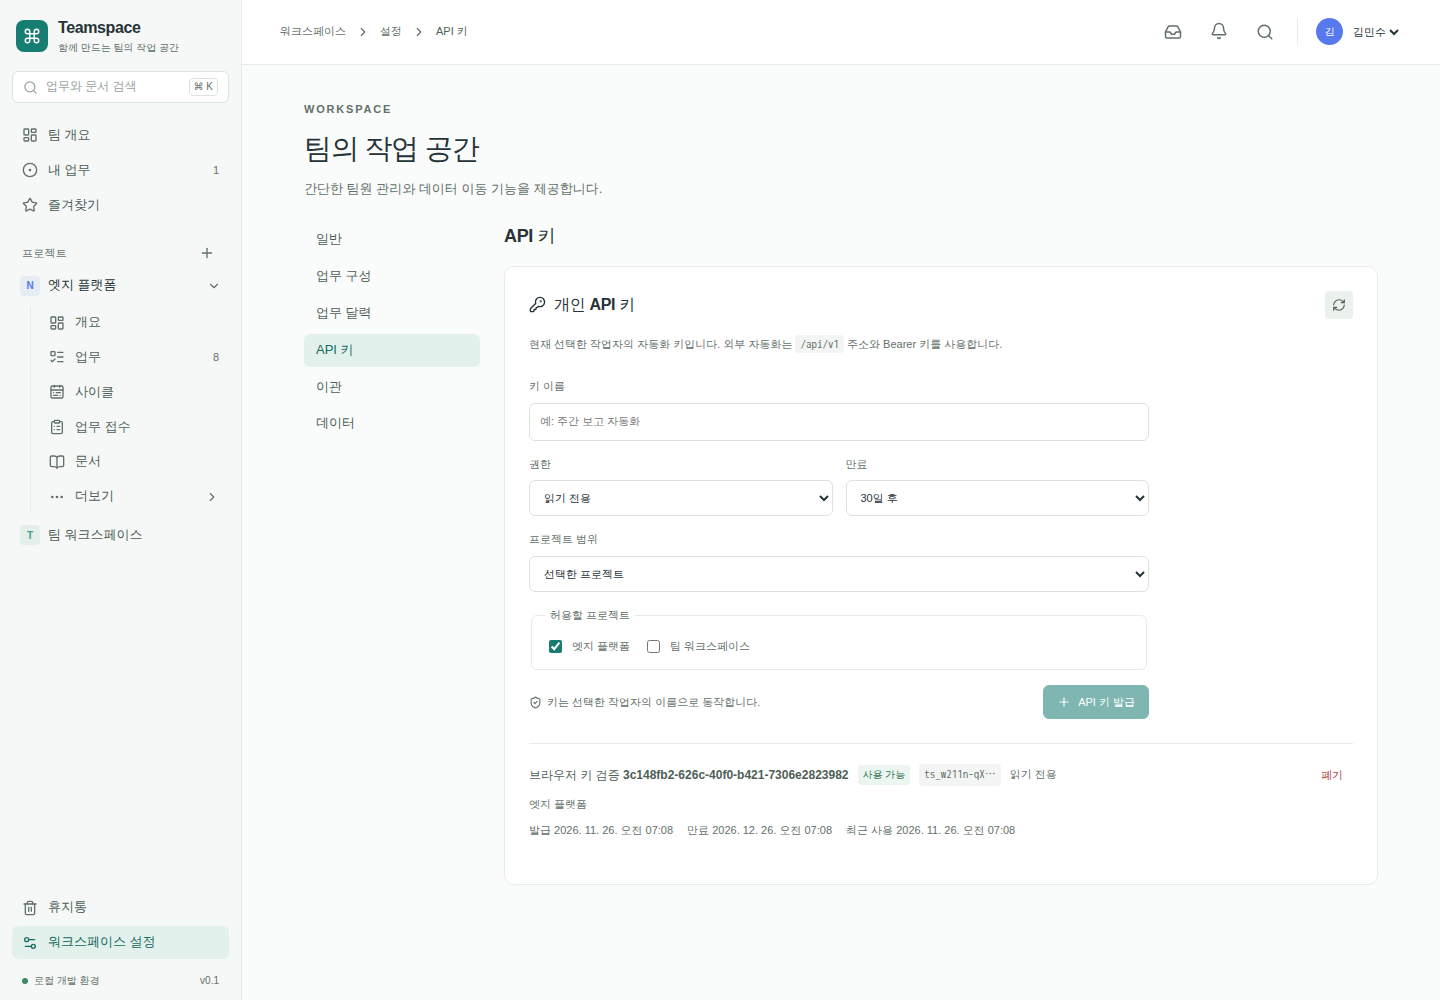 Teamspace
함께 만드는 팀의 작업 공간
업무와 문서 검색
⌘ K
팀 개요
내 업무 1
즐겨찾기
프로젝트
N 엣지 플랫폼
개요
업무 8
사이클
업무 접수
문서
더보기
T 팀 워크스페이스
휴지통
워크스페이스 설정
로컬 개발 환경 v0.1
워크스페이스 > 설정 > API 키
김 김민수
WORKSPACE
팀의 작업 공간
간단한 팀원 관리와 데이터 이동 기능을 제공합니다.
일반
업무 구성
업무 달력
API 키
이관
데이터
API 키
개인 API 키
현재 선택한 작업자의 자동화 키입니다. 외부 자동화는 /api/v1 주소와 Bearer 키를 사용합니다.
키 이름
예: 주간 보고 자동화
권한 만료
읽기 전용 30일 후
프로젝트 범위
선택한 프로젝트
허용할 프로젝트
엣지 플랫폼 팀 워크스페이스
키는 선택한 작업자의 이름으로 동작합니다.
API 키 발급
브라우저 키 검증 3c148fb2-626c-40f0-b421-7306e2823982 사용 가능 ts_w211n-qX… 읽기 전용 폐기
엣지 플랫폼
발급 2026. 11. 26. 오전 07:08 만료 2026. 12. 26. 오전 07:08 최근 사용 2026. 11. 26. 오전 07:08